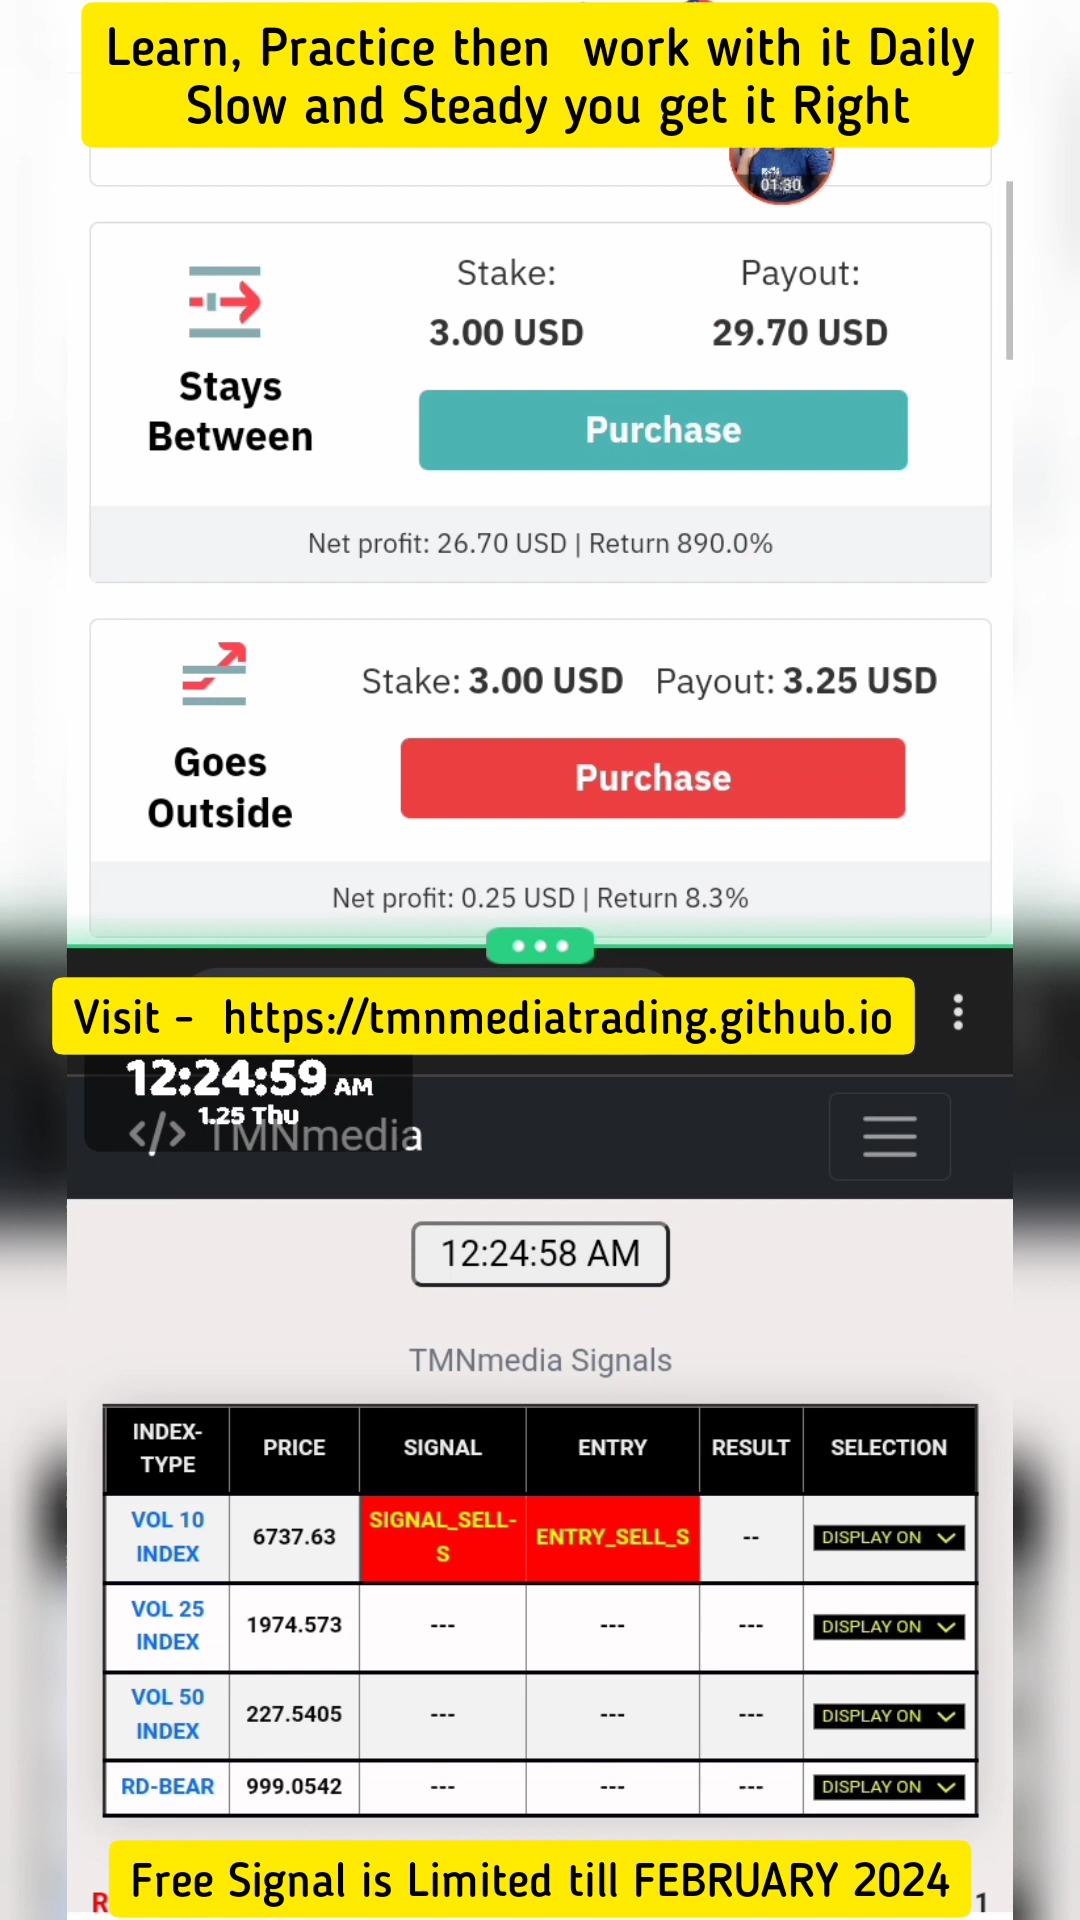 Learn, Practice then work with it Daily
Slow and Steady you get it Right
01:30
Stake: Payout:
3.00 USD 29.70 USD
Stays
Between
Purchase
Net profit: 26.70 USD | Return 890.0%
Stake: 3.00 USD Payout: 3.25 USD
Goes
Outside
Purchase
Net profit: 0.25 USD | Return 8.3%
Visit - https://tmnmediatrading.github.io
12:24:59 AM
1.25 Thu
</> TMNmedia
12:24:58 AM
TMNmedia Signals
INDEX-TYPE PRICE SIGNAL ENTRY RESULT SELECTION
VOL 10 INDEX 6737.63 SIGNAL_SELL-S ENTRY_SELL_S -- DISPLAY ON
VOL 25 INDEX 1974.573 --- --- --- DISPLAY ON
VOL 50 INDEX 227.5405 --- --- --- DISPLAY ON
RD-BEAR 999.0542 --- --- --- DISPLAY ON
Free Signal is Limited till FEBRUARY 2024